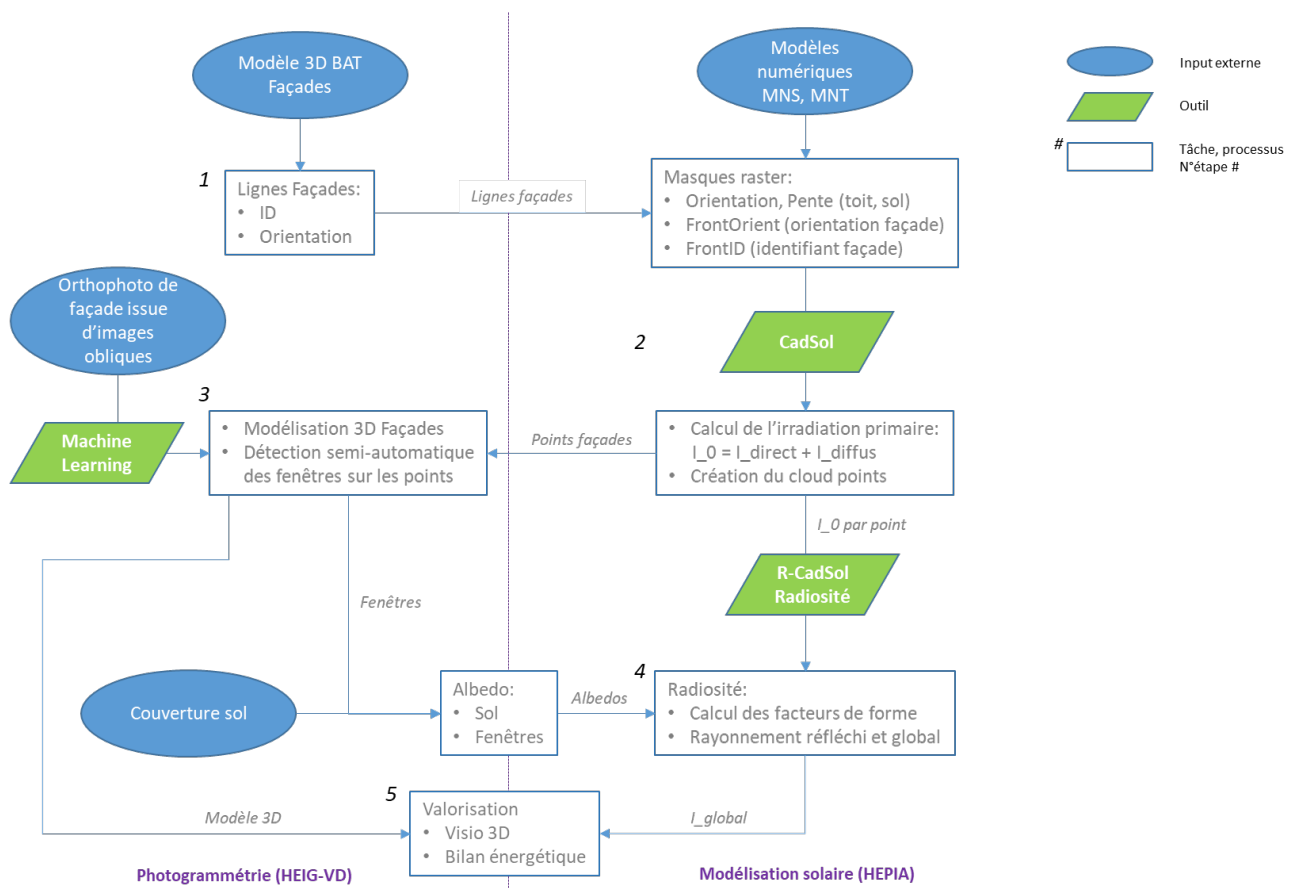 Modèle 3D BAT
Façades
Modèles
numériques
MNS, MNT
Input externe
Outil
#
Tâche, processus
N°étape #
1
Lignes Façades:
• ID
• Orientation
Lignes façades
Masques raster:
• Orientation, Pente (toit, sol)
• FrontOrient (orientation façade)
• FrontID (identifiant façade)
Orthophoto de
façade issue
d'images
obliques
2
CadSol
3
Machine
Learning
• Modélisation 3D Façades
• Détection semi-automatique
des fenêtres sur les points
Points façades
• Calcul de l'irradiation primaire:
I_0 = I_direct + I_diffus
• Création du cloud points
I_0 par point
R-CadSol
Radiosité
Fenêtres
Couverture sol
Albedo:
• Sol
• Fenêtres
Albedos
4
Radiosité:
• Calcul des facteurs de forme
• Rayonnement réfléchi et global
5
Modèle 3D
Valorisation
• Visio 3D
• Bilan énergétique
I_global
Photogrammétrie (HEIG-VD)
Modélisation solaire (HEPIA)